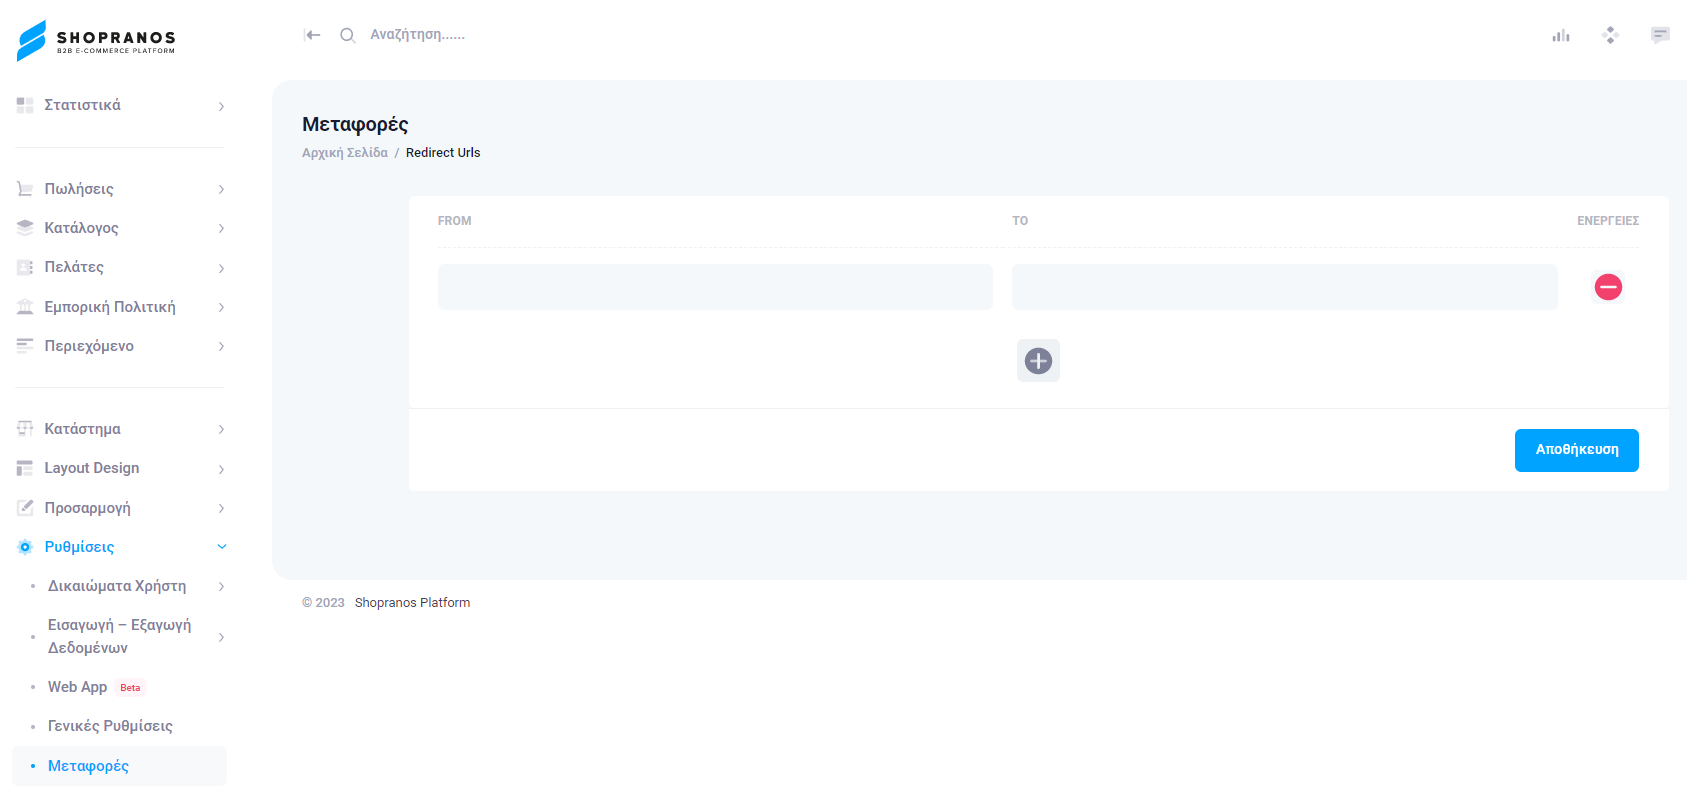 SHOPRANOS
B2B E-COMMERCE PLATFORM
Αναζήτηση......
Στατιστικά
Πωλήσεις
Κατάλογος
Πελάτες
Εμπορική Πολιτική
Περιεχόμενο
Κατάστημα
Layout Design
Προσαρμογή
Ρυθμίσεις
Δικαιώματα Χρήστη
Εισαγωγή – Εξαγωγή
Δεδομένων
Web App Beta
Γενικές Ρυθμίσεις
Μεταφορές
Μεταφορές
Αρχική Σελίδα / Redirect Urls
FROM TO ΕΝΕΡΓΕΙΕΣ
Αποθήκευση
© 2023 Shopranos Platform